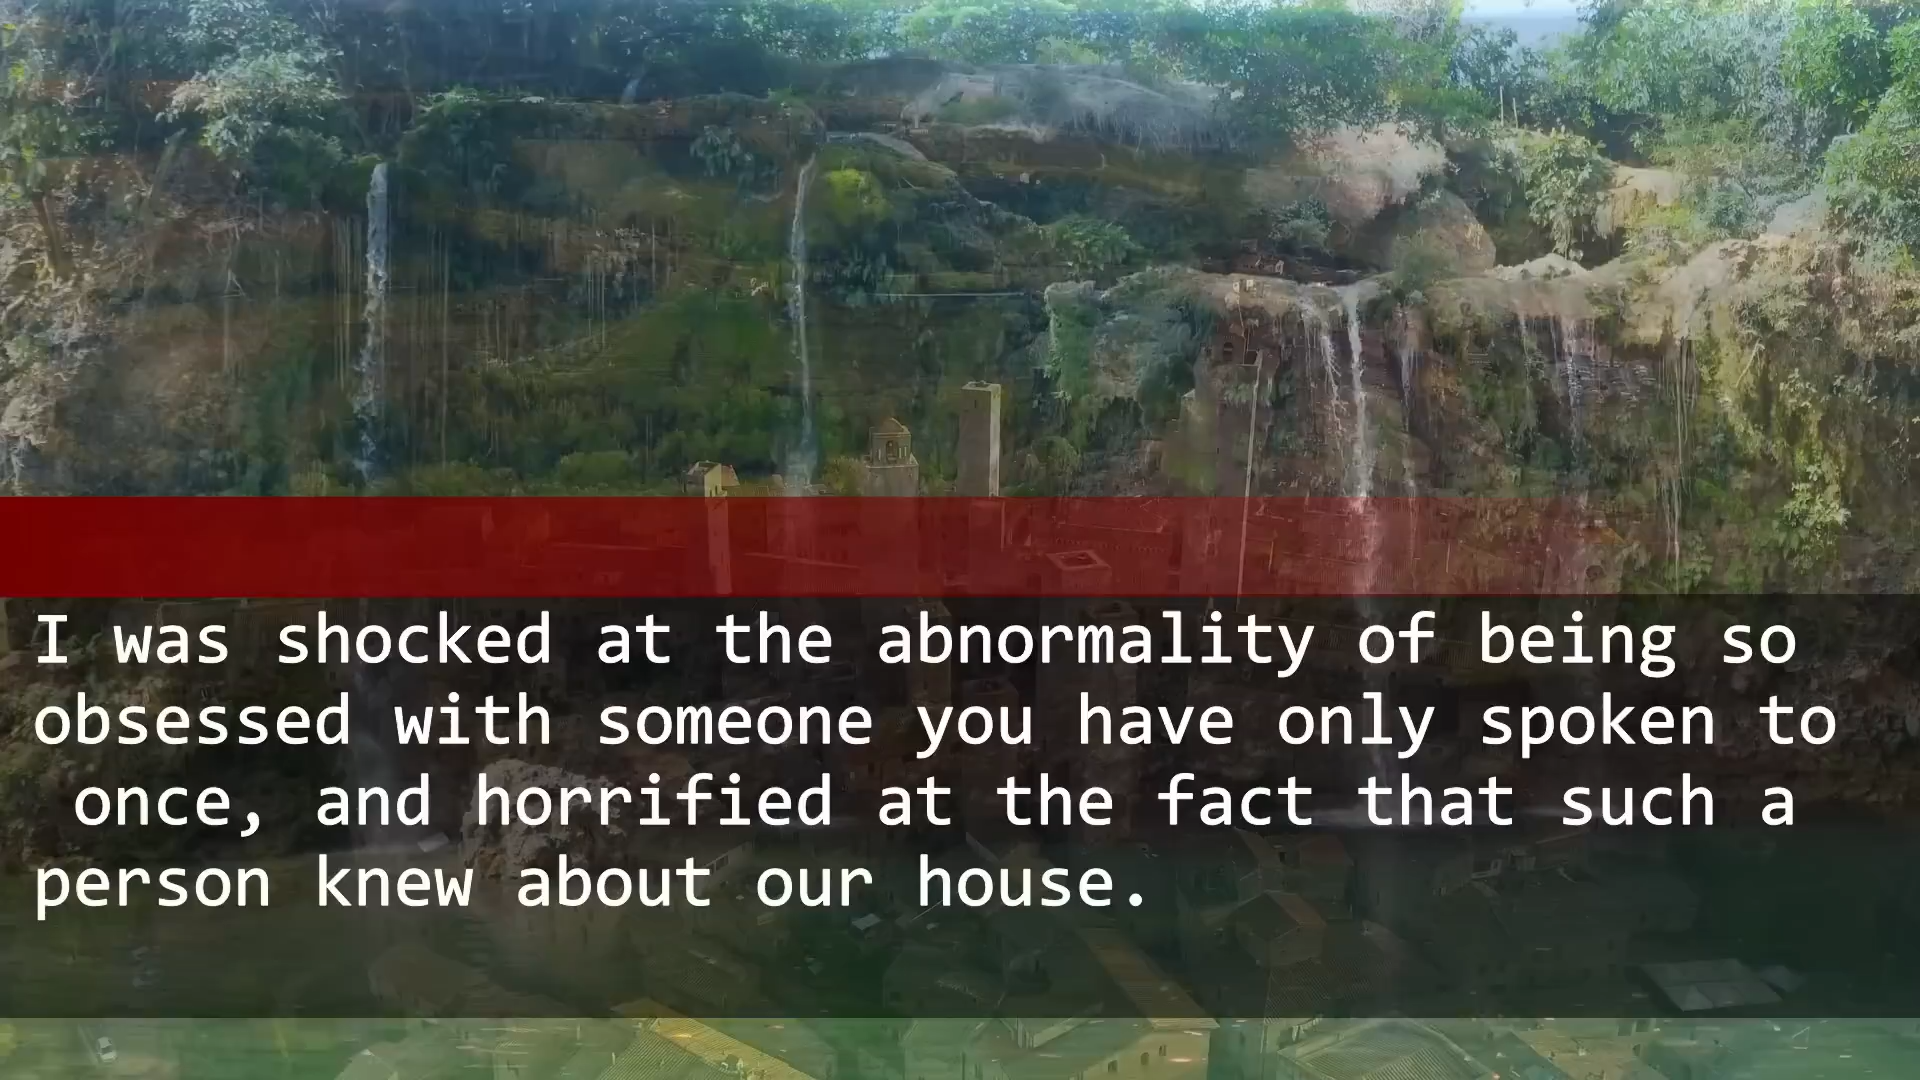 I was shocked at the abnormality of being so
obsessed with someone you have only spoken to
once, and horrified at the fact that such a
person knew about our house.